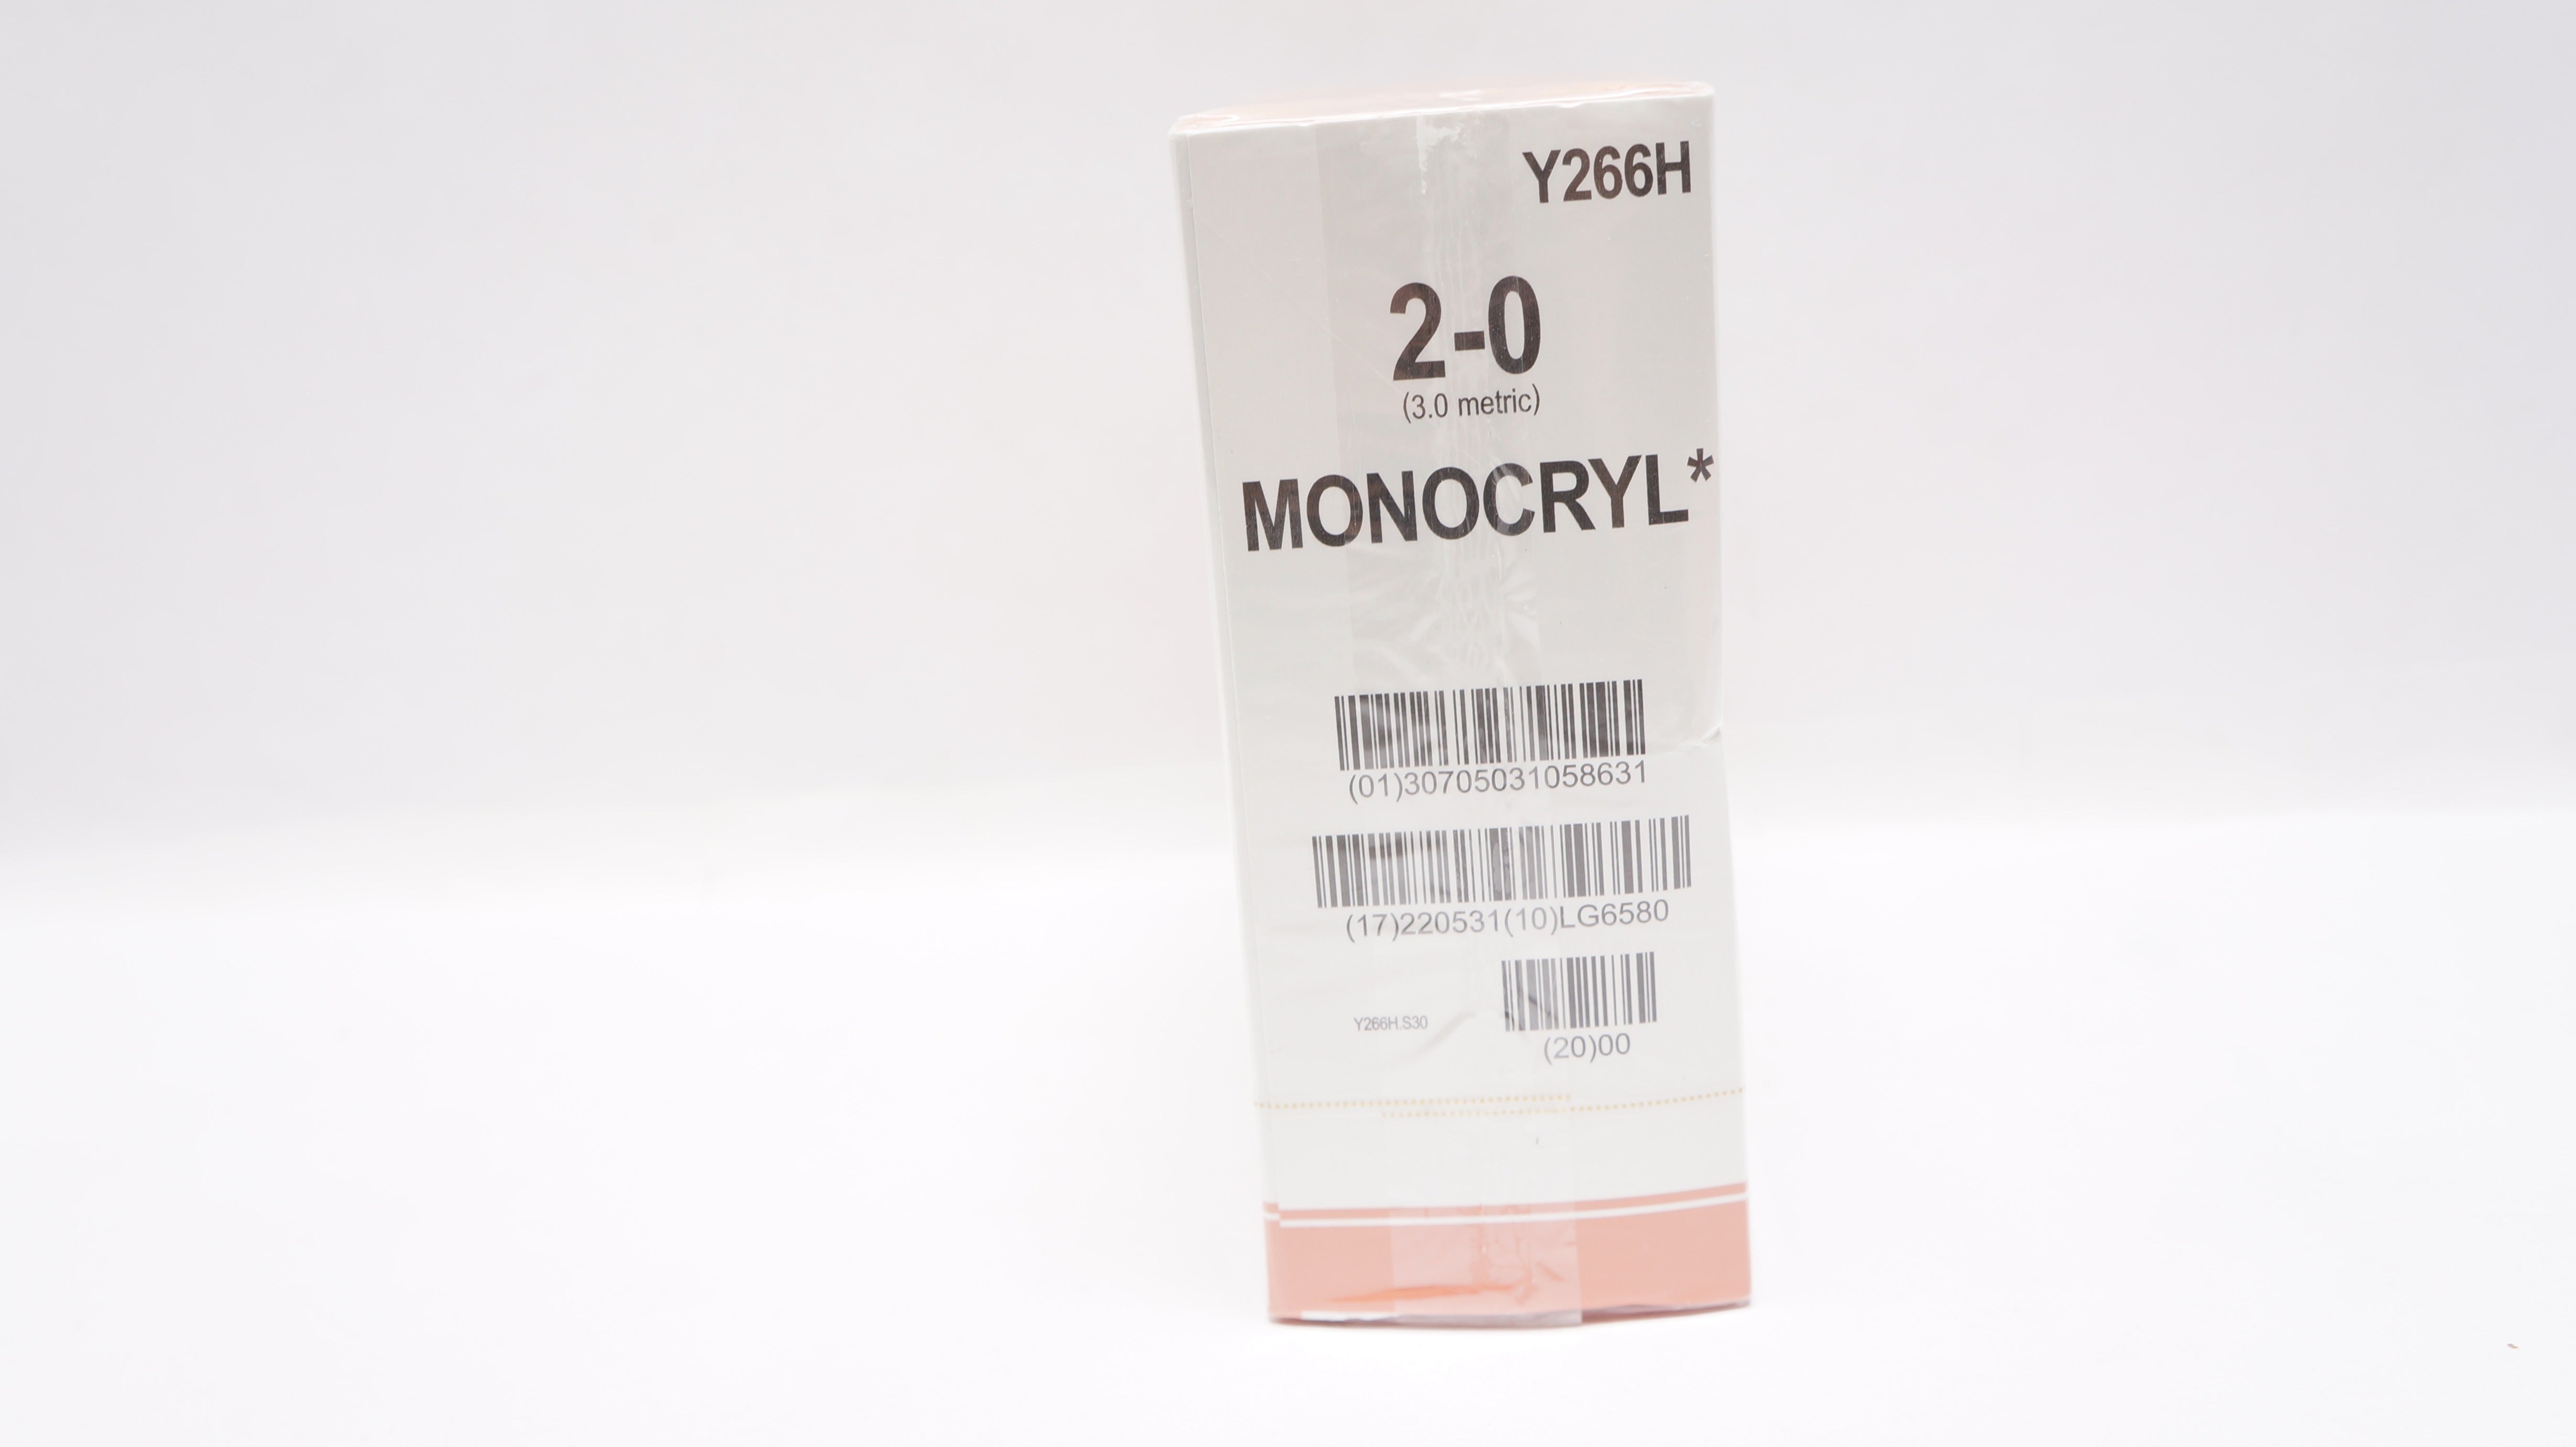 Y266H
2-0
(3.0 metric)
MONOCRYL*
(01)30705031058631
(17)220531(10)LG6580
Y266H.S30
(20)00